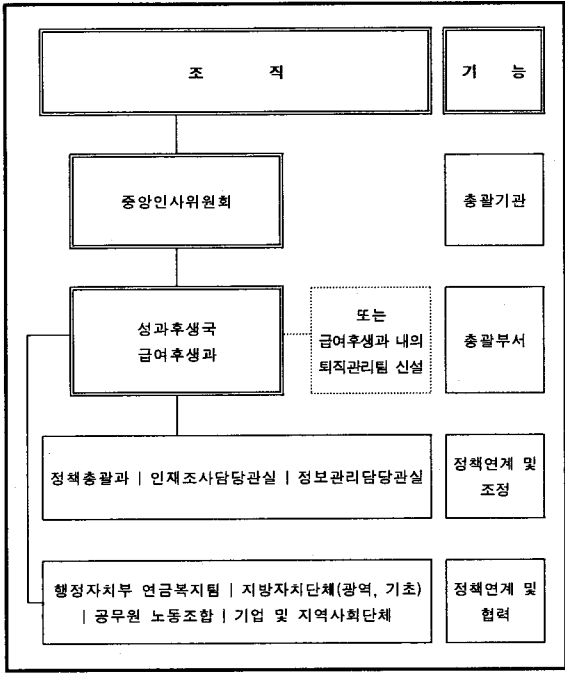 조 직
기 능
중앙인사위원회
총괄기관
성과후생국
급여후생과
또는
급여후생과 내의
퇴직관리팀 신설
총괄부서
정책총괄과 | 인재조사담당관실 | 정보관리담당관실
정책연계 및
조정
행정자치부 연금복지팀 | 지방자치단체(광역, 기초)
| 공무원 노동조합 | 기업 및 지역사회단체
정책연계 및
협력